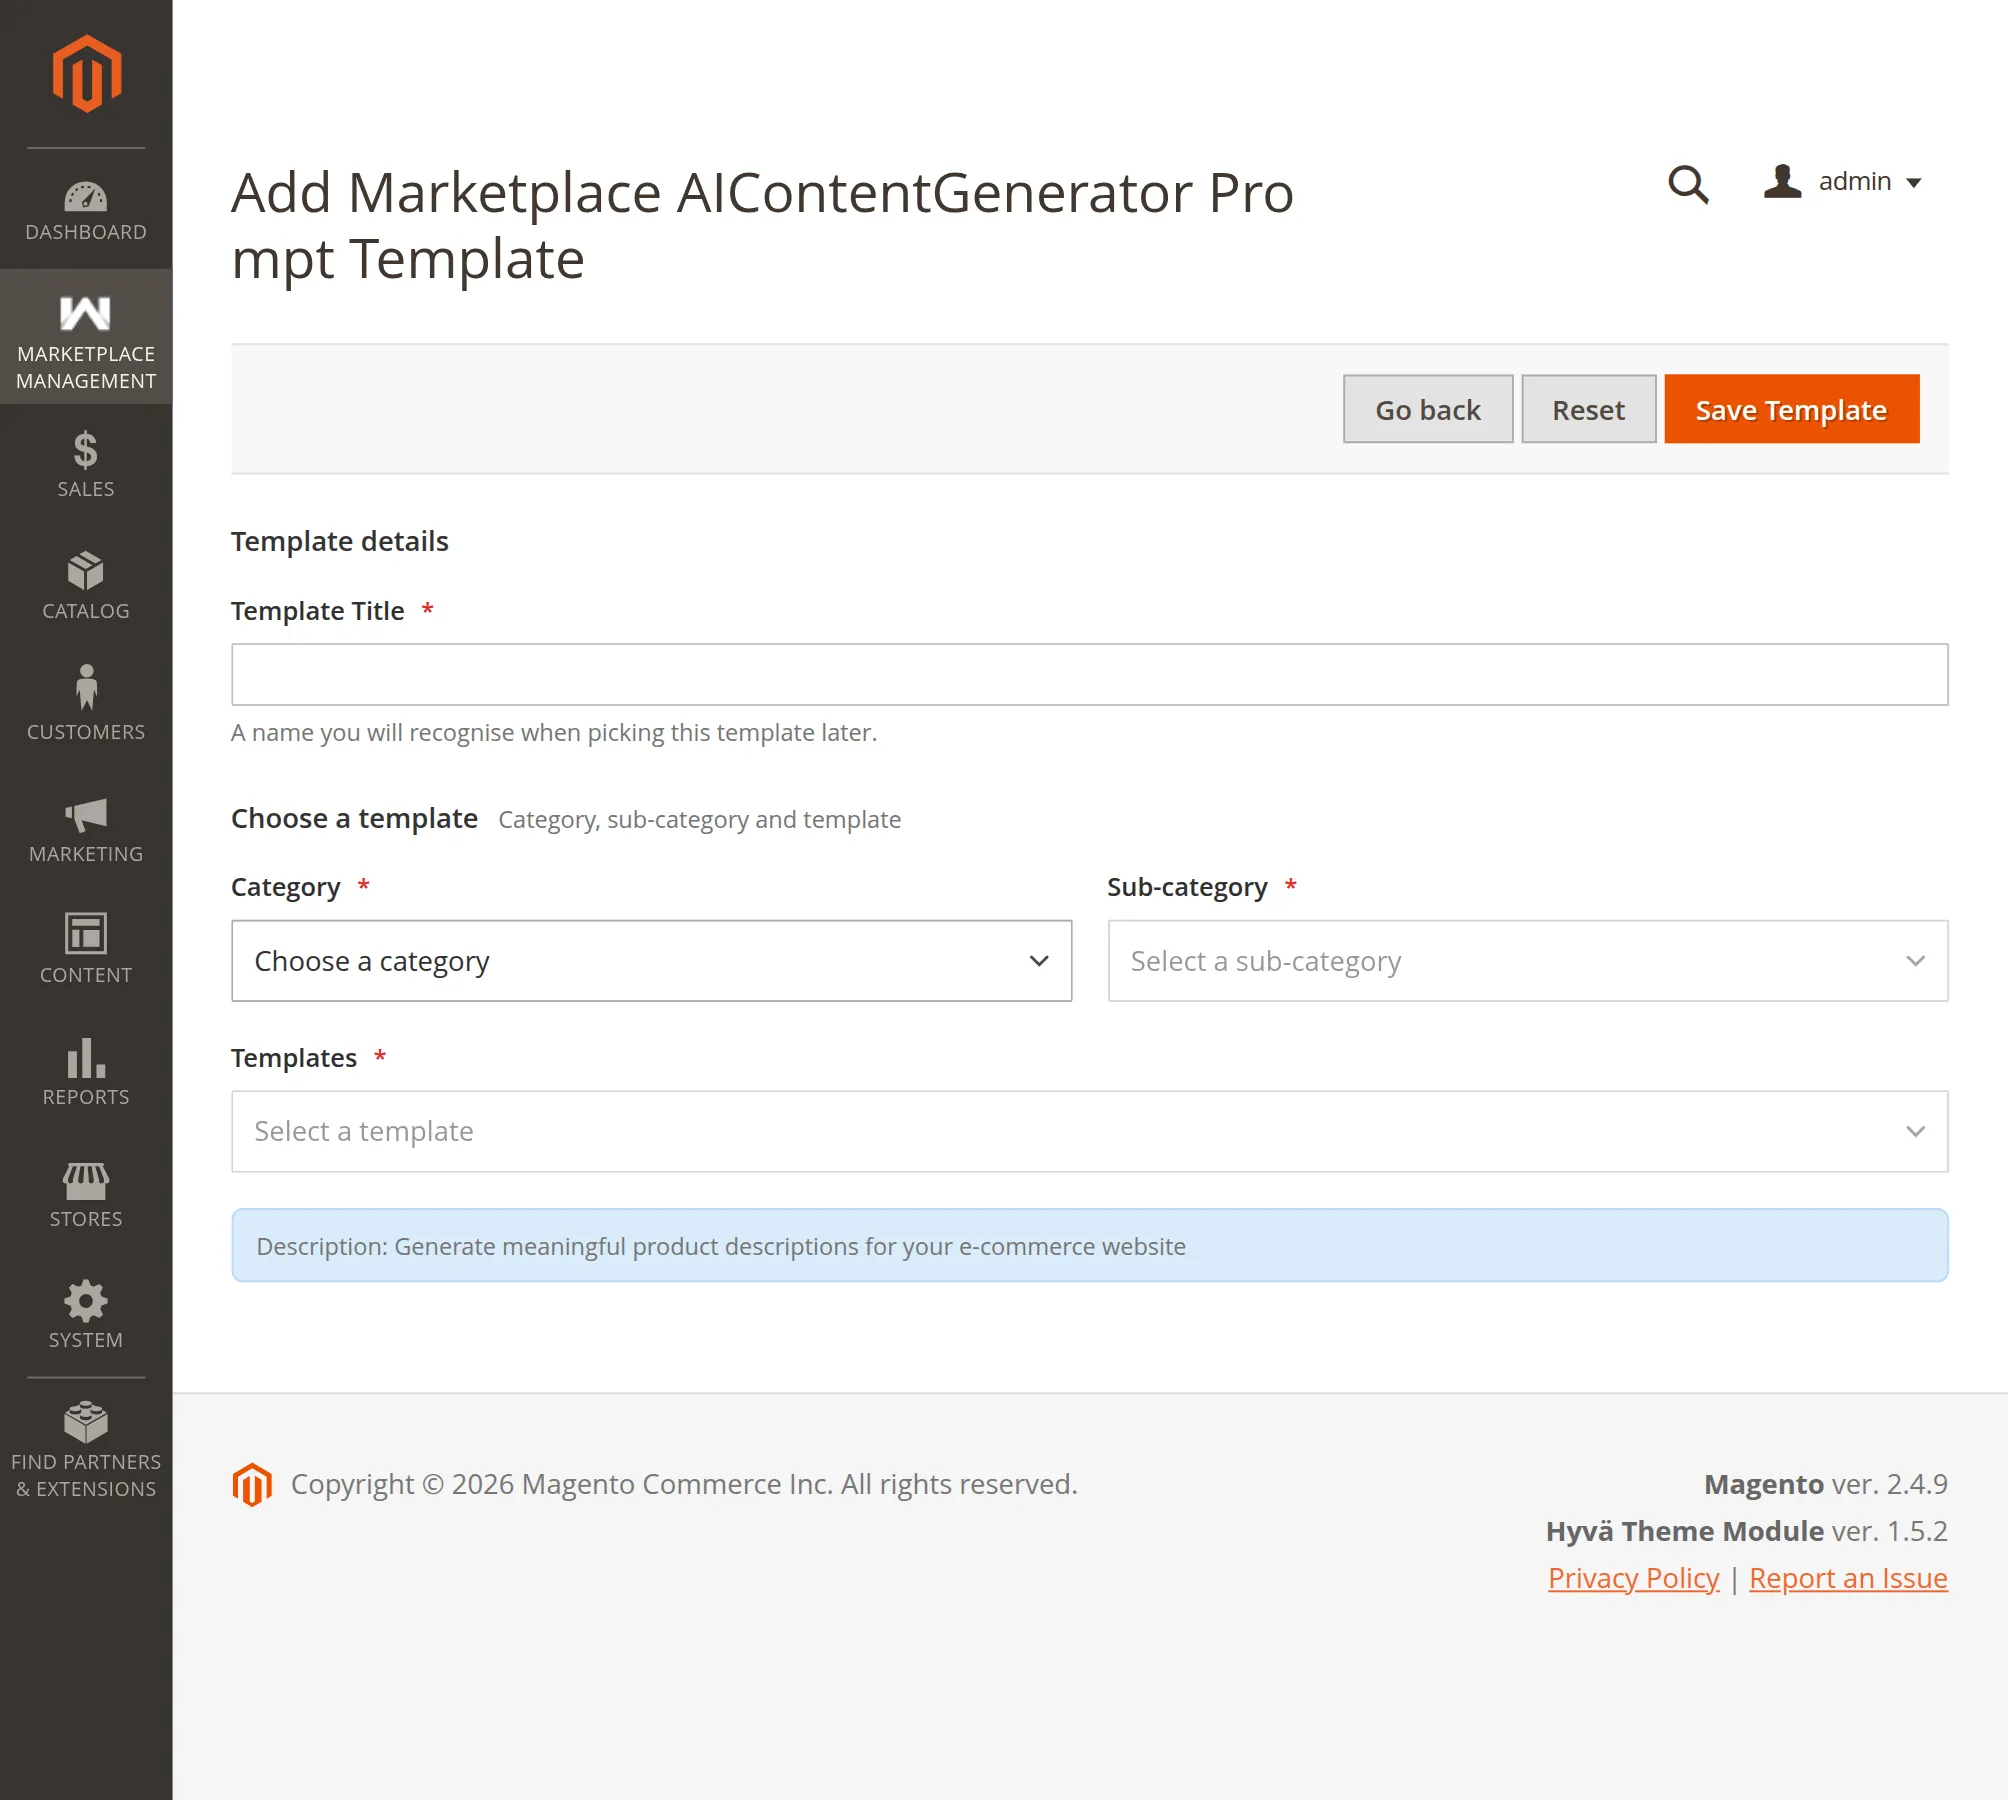 DASHBOARD
MARKETPLACE
MANAGEMENT
SALES
CATALOG
CUSTOMERS
MARKETING
CONTENT
REPORTS
STORES
SYSTEM
FIND PARTNERS
& EXTENSIONS
Add Marketplace AIContentGenerator Pro
mpt Template
admin
Go back
Reset
Save Template
Template details
Template Title *
A name you will recognise when picking this template later.
Choose a template Category, sub-category and template
Category *
Sub-category *
Choose a category
Select a sub-category
Templates *
Select a template
Description: Generate meaningful product descriptions for your e-commerce website
Copyright © 2026 Magento Commerce Inc. All rights reserved.
Magento ver. 2.4.9
Hyvä Theme Module ver. 1.5.2
Privacy Policy | Report an Issue